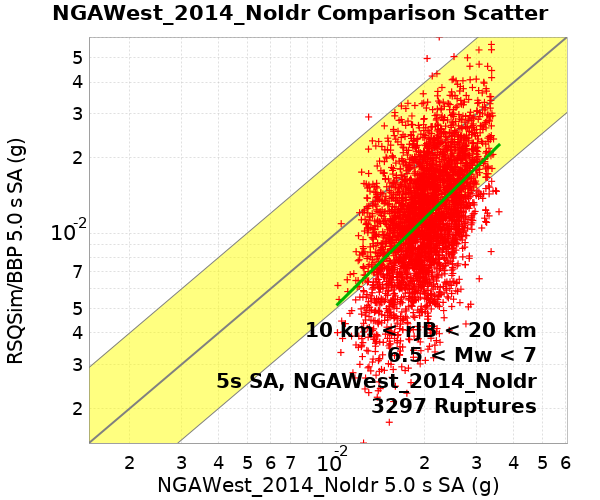 NGAWest_2014_NoIdr Comparison Scatter
RSQSim/BBP 5.0 s SA (g)
5
4
3
2
10-2
7
5
4
3
2
10 km < rJB < 20 km
6.5 < Mw < 7
5s SA, NGAWest_2014_NoIdr
3297 Ruptures
2 3 4 5 6 7 10-2 2 3 4 5 6
NGAWest_2014_NoIdr 5.0 s SA (g)